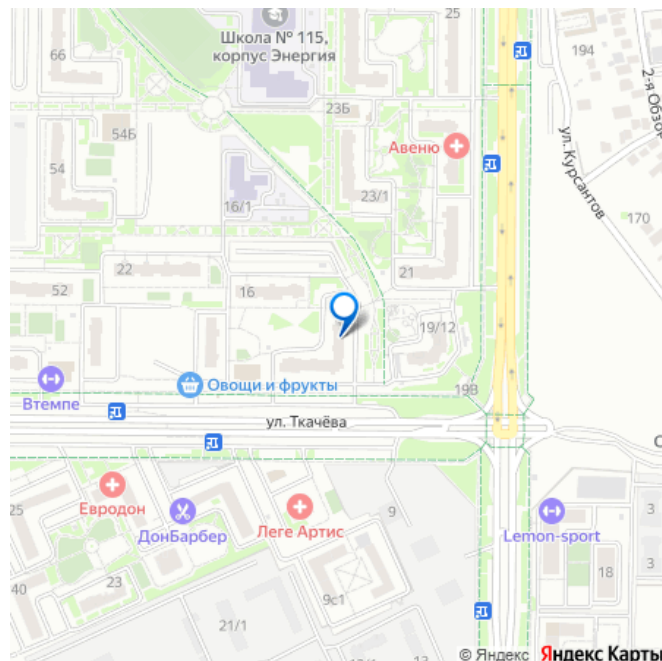 25
Школа № 115,
корпус Энергия
66
194
2-я Обзо
23Б
54Б
Авеню
ул. Курсантов
54
23/1
16/1
170
22
21
52
16
19/12
Овощи и фрукты
19В
Втемпе
ул. Ткачёва
С
Евродон
25
ДонБарбер
Леге Артис
9
Lemon-sport
3
3
18
23
40
9с1
21/1
© Яндекс Яндекс Карты